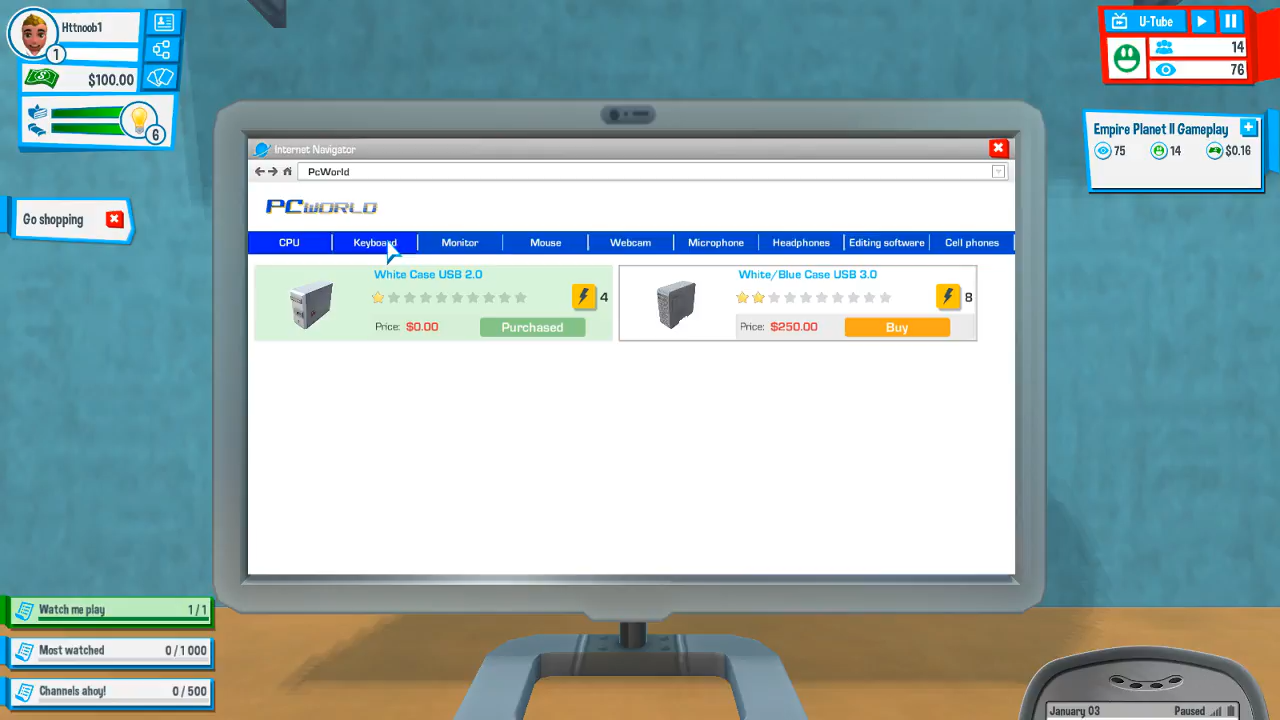 Httnoob1
1
$100.00
6
U-Tube
14
76
Empire Planet II Gameplay
75 14 $0.16
Go shopping
Internet Navigator
PcWorld
PCWORLD
CPU Keyboard Monitor Mouse Webcam Microphone Headphones Editing software Cell phones
White Case USB 2.0
4
Price: $0.00 Purchased
White/Blue Case USB 3.0
8
Price: $250.00 Buy
Watch me play 1/1
Most watched 0/1 000
Channels ahoy! 0/500
January 03 Paused